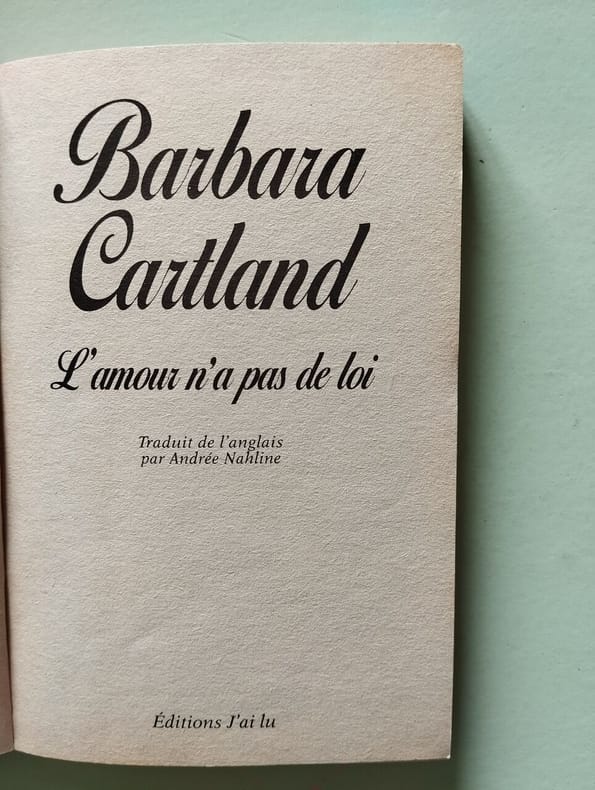 Barbara
Cartland
L'amour n'a pas de loi
Traduit de l'anglais
par Andrée Nahline
Éditions J'ai lu